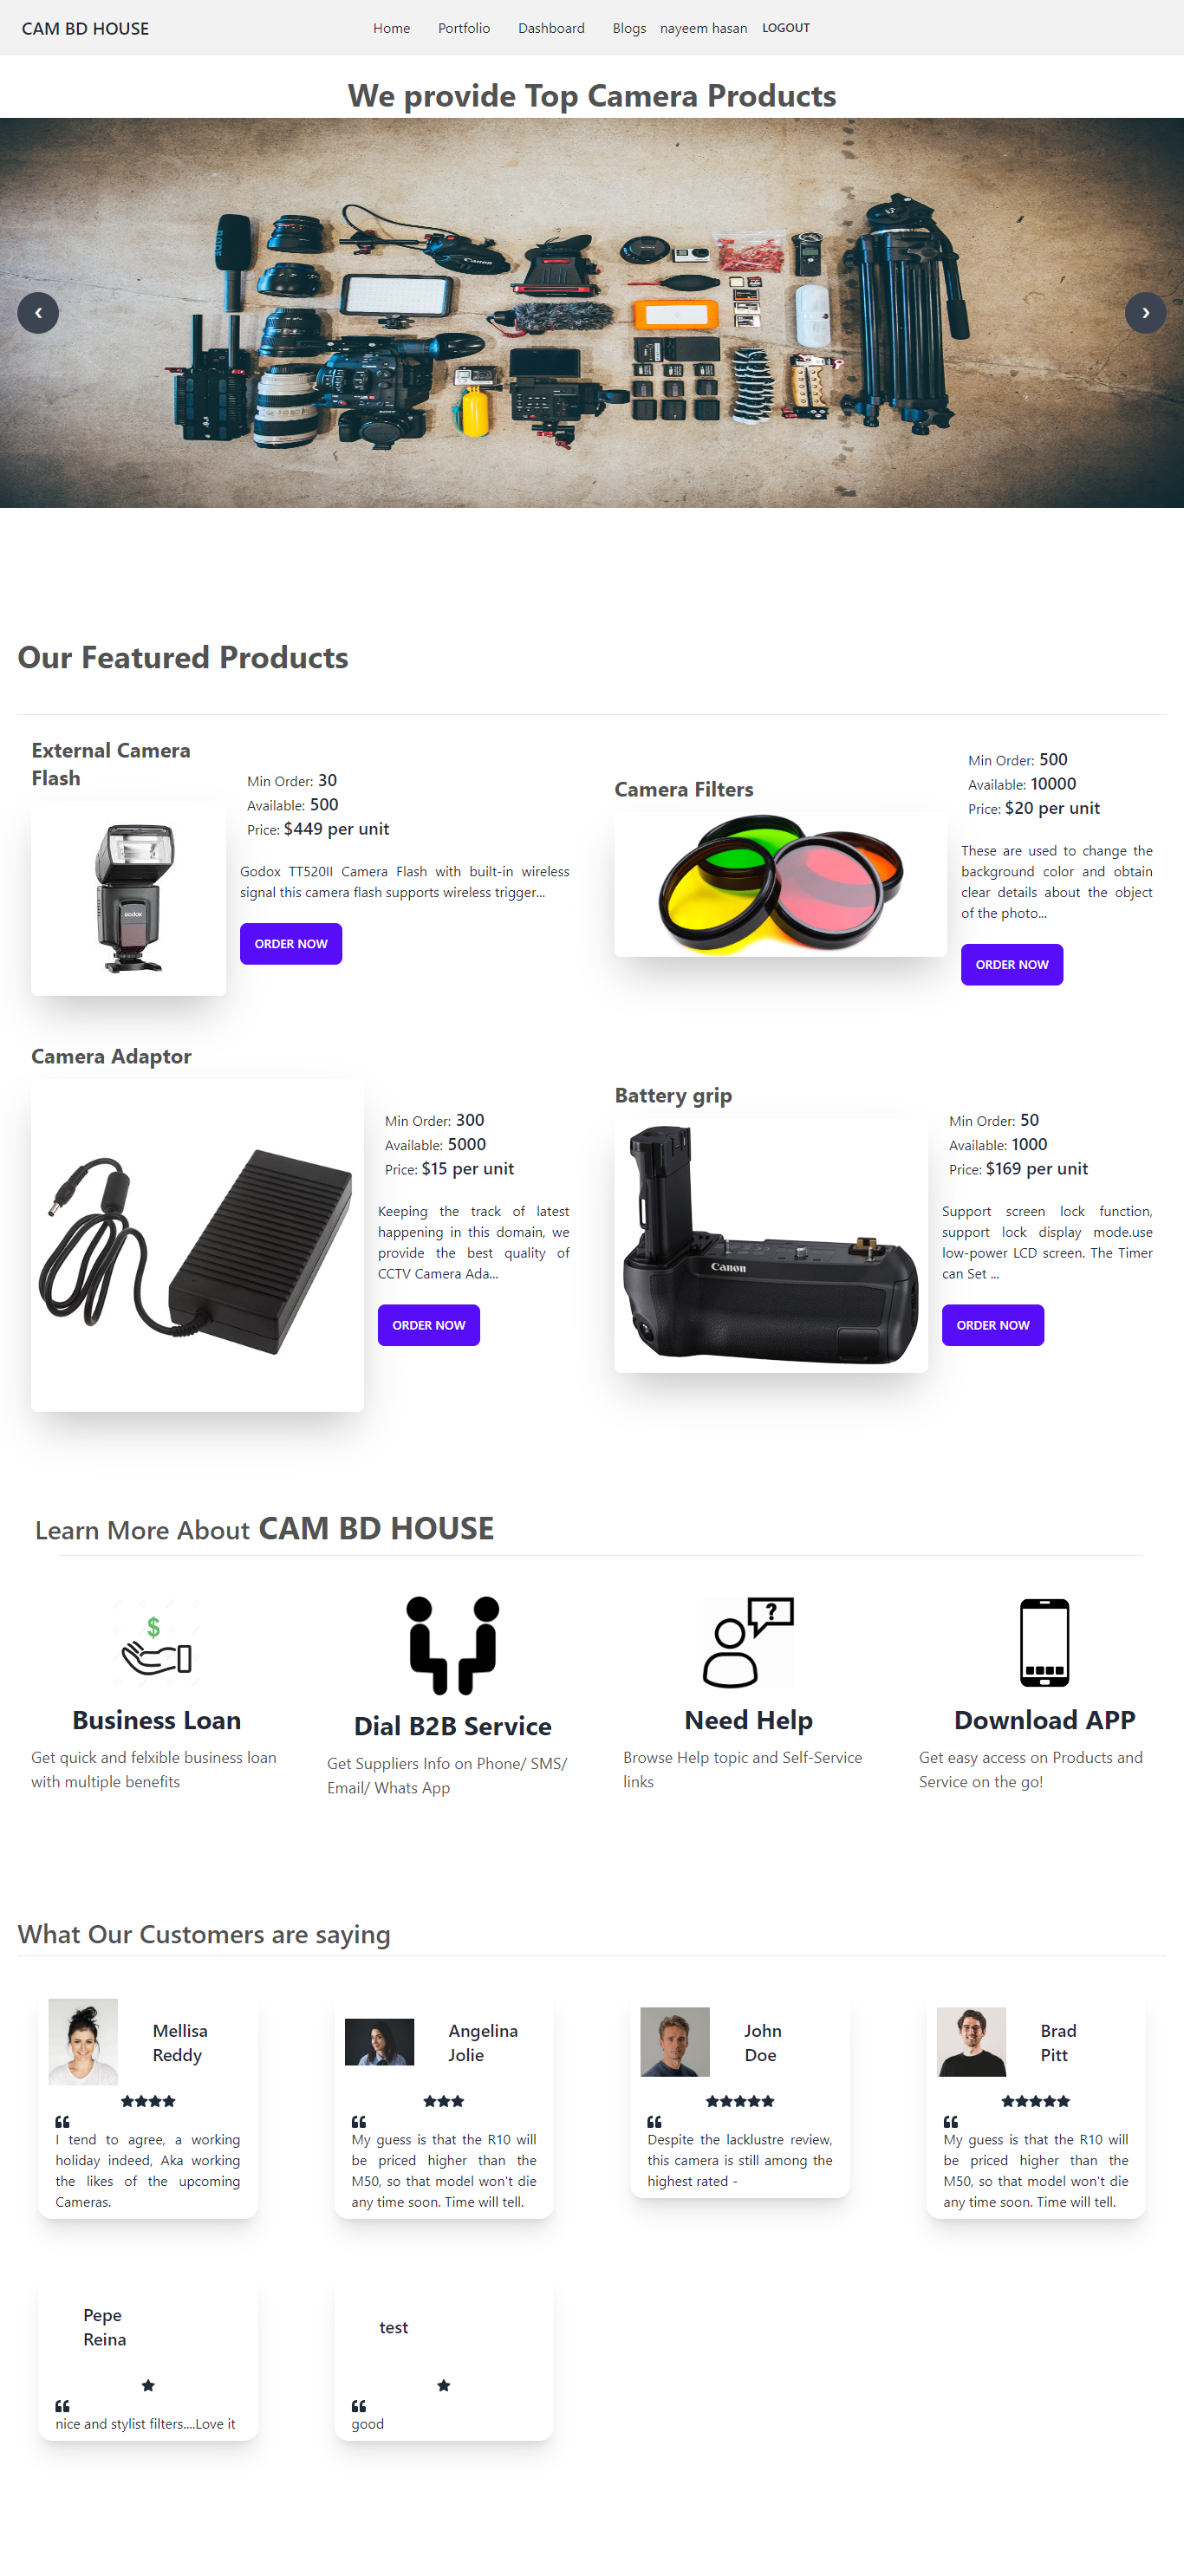 CAM BD HOUSE
Home Portfolio Dashboard Blogs nayeem hasan LOGOUT
We provide Top Camera Products
Canon
‹
›
Our Featured Products
External Camera
Flash
Min Order: 30
Available: 500
Price: $449 per unit
Godox TT520II Camera Flash with built-in wireless
signal this camera flash supports wireless trigger...
ORDER NOW
Godox
Camera Filters
Min Order: 500
Available: 10000
Price: $20 per unit
These are used to change the
background color and obtain
clear details about the object
of the photo...
ORDER NOW
Camera Adaptor
Min Order: 300
Available: 5000
Price: $15 per unit
Keeping the track of latest
happening in this domain, we
provide the best quality of
CCTV Camera Ada...
ORDER NOW
Battery grip
Canon
Min Order: 50
Available: 1000
Price: $169 per unit
Support screen lock function,
support lock display mode.use
low-power LCD screen. The Timer
can Set ...
ORDER NOW
Learn More About CAM BD HOUSE
$
Business Loan
Get quick and felxible business loan
with multiple benefits
Dial B2B Service
Get Suppliers Info on Phone/ SMS/
Email/ Whats App
?
Need Help
Browse Help topic and Self-Service
links
Download APP
Get easy access on Products and
Service on the go!
What Our Customers are saying
Mellisa
Reddy
“
I tend to agree, a working
holiday indeed, Aka working
the likes of the upcoming
Cameras.
Angelina
Jolie
“
My guess is that the R10 will
be priced higher than the
M50, so that model won't die
any time soon. Time will tell.
John
Doe
“
Despite the lacklustre review,
this camera is still among the
highest rated -
Brad
Pitt
“
My guess is that the R10 will
be priced higher than the
M50, so that model won't die
any time soon. Time will tell.
Pepe
Reina
“
nice and stylist filters....Love it
test
“
good